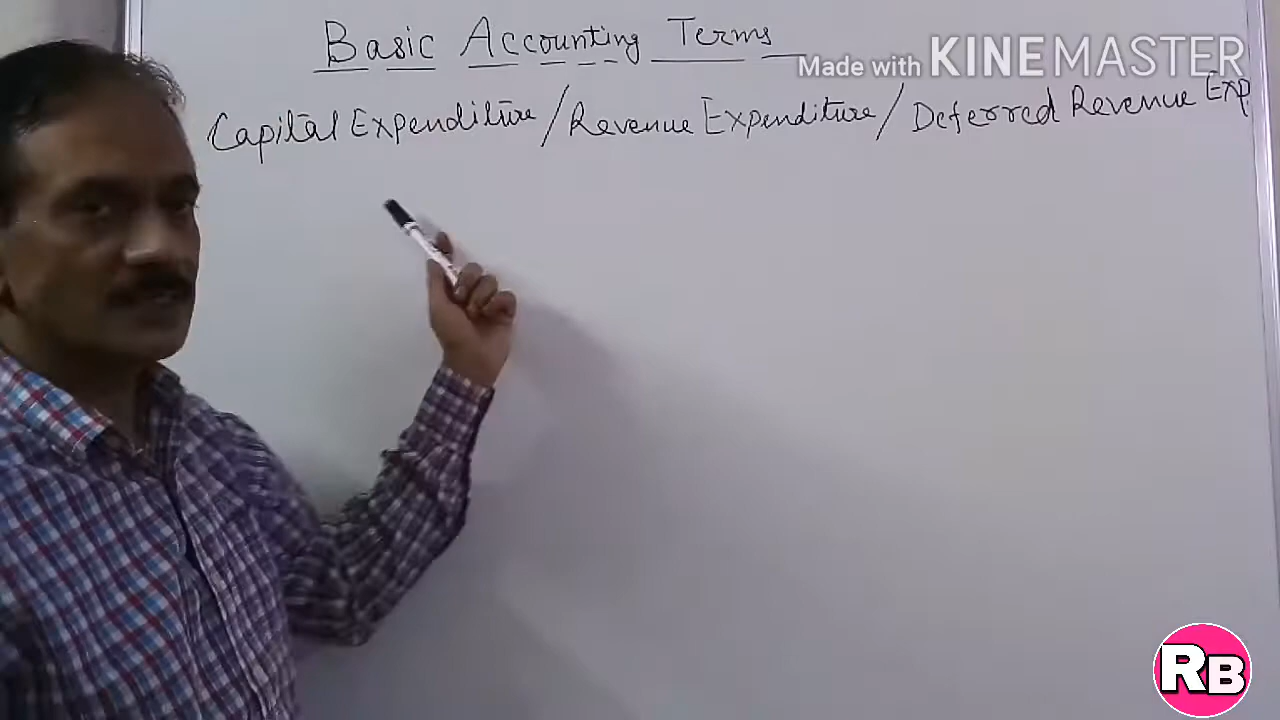 Basic Accounting Terms
Made with KINEMASTER
Capital Expenditure / Revenue Expenditure / Deferred Revenue Exp
RB